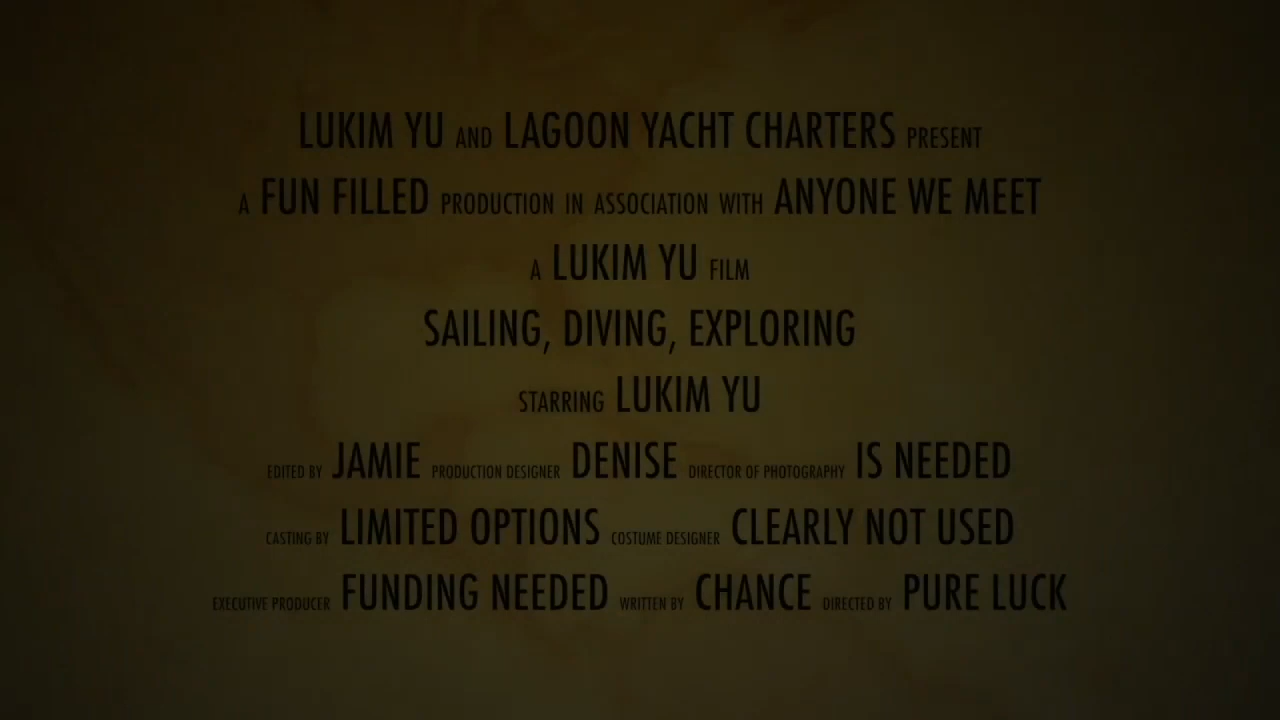 LUKIM YU AND LAGOON YACHT CHARTERS PRESENT
A FUN FILLED PRODUCTION IN ASSOCIATION WITH ANYONE WE MEET
A LUKIM YU FILM
SAILING, DIVING, EXPLORING
STARRING LUKIM YU
EDITED BY JAMIE PRODUCTION DESIGNER DENISE DIRECTOR OF PHOTOGRAPHY IS NEEDED
CASTING BY LIMITED OPTIONS COSTUME DESIGNER CLEARLY NOT USED
EXECUTIVE PRODUCER FUNDING NEEDED WRITTEN BY CHANCE DIRECTED BY PURE LUCK